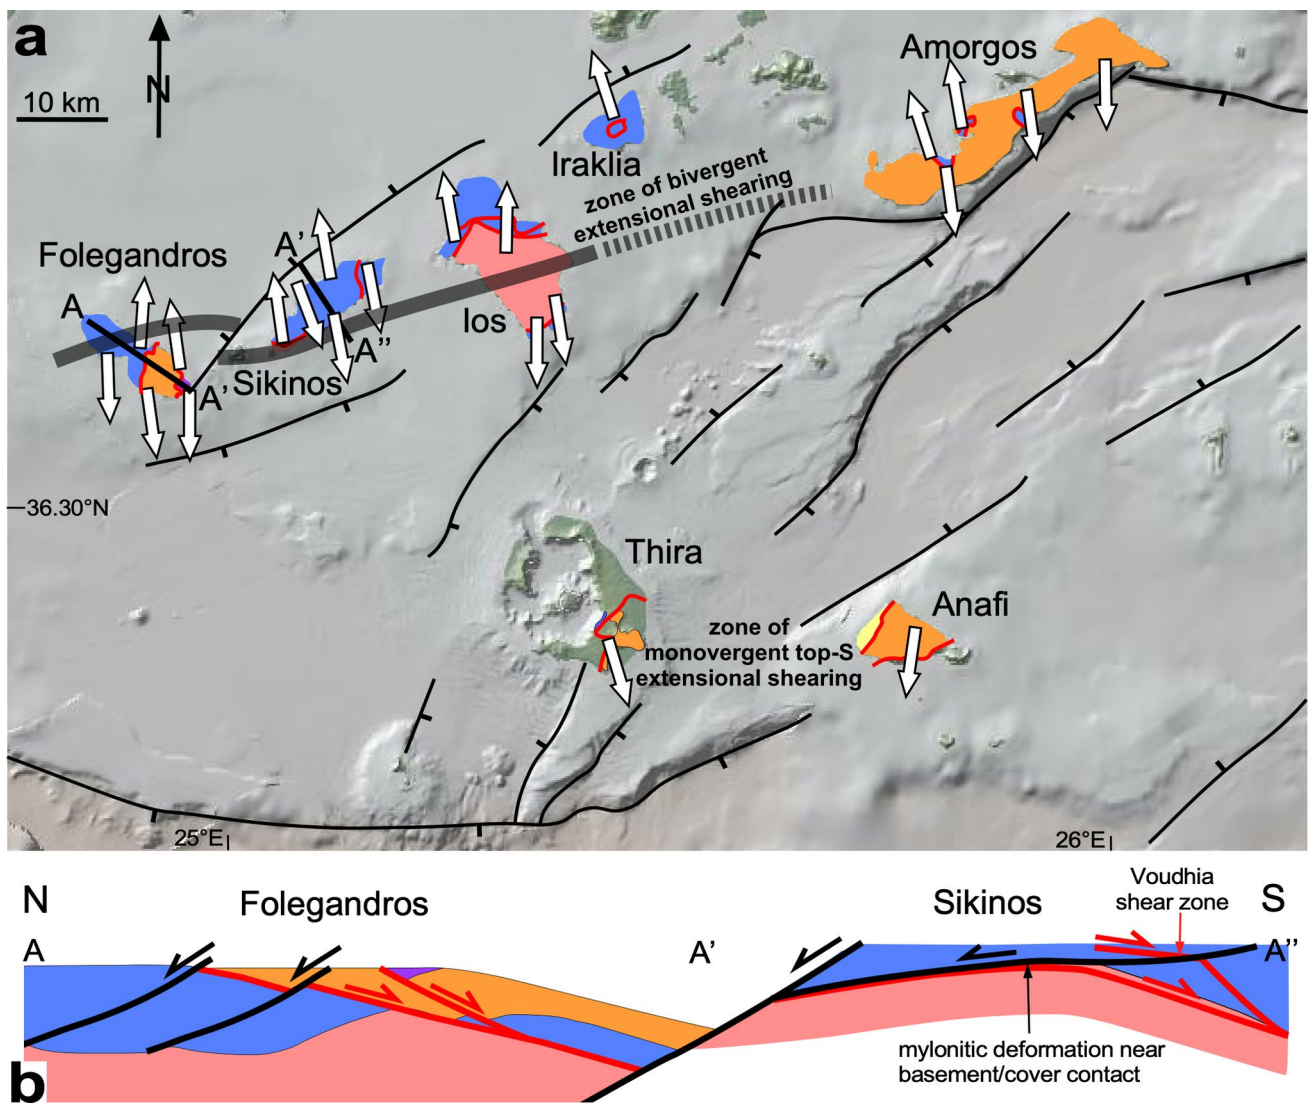 a
N
10 km
Amorgos
Iraklia
zone of bivergent
extensional shearing
Folegandros
A'
A
Ios
A''
A'
Sikinos
36.30°N
Thira
Anafi
zone of
monovergent top-S
extensional shearing
25°E
26°E
Voudhia
shear zone
N
Folegandros
Sikinos
S
A
A'
A''
mylonitic deformation near
basement/cover contact
b